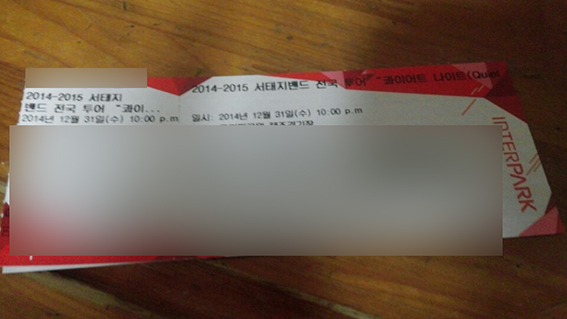 2014-2015 서태지
밴드 전국 투어 "콰이...
2014년 12월 31일(수) 10:00 p.m
2014-2015 서태지밴드 전국 투어 "콰이어트 나이트(Quiet
일시: 2014년 12월 31일(수) 10:00 p.m
INTERPARK